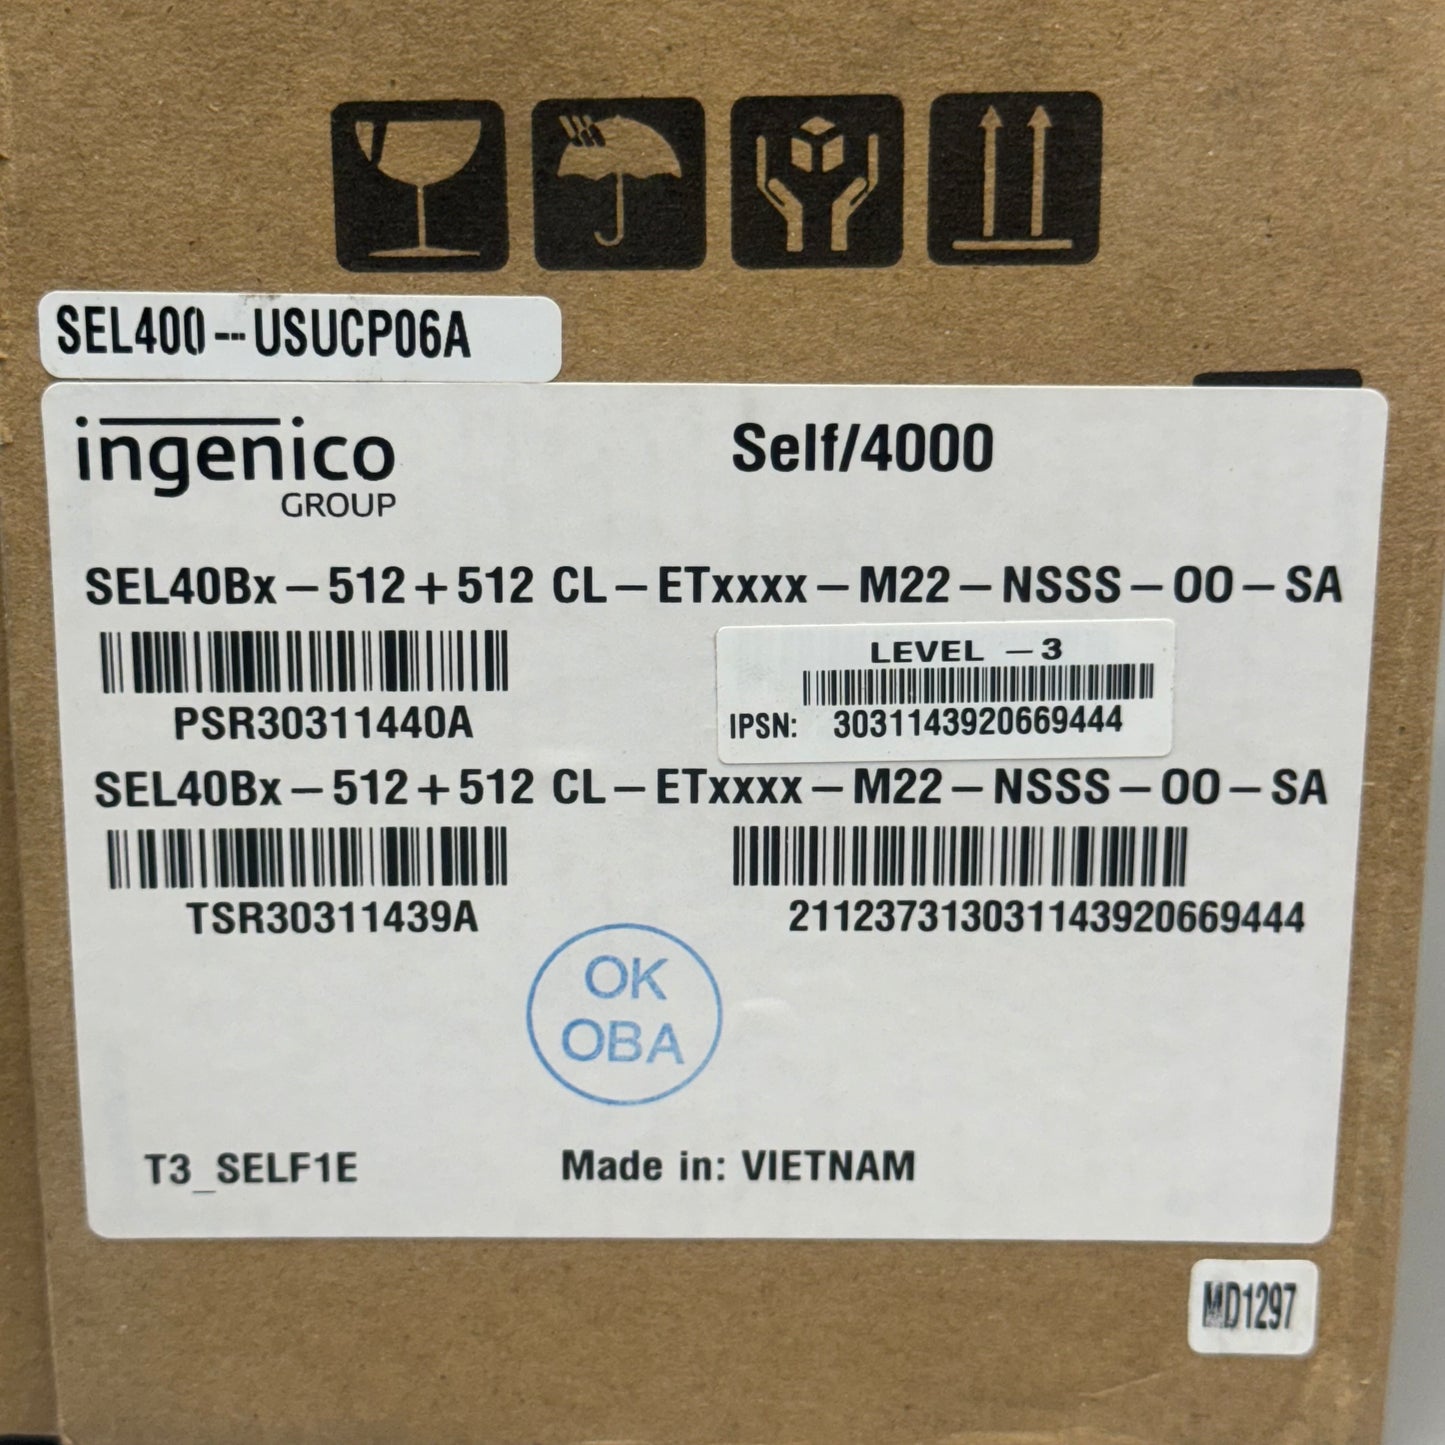 SEL400---USUCP06A
ingenico
GROUP
Self/4000
SEL40Bx-512+512 CL-ETxxxx-M22-NSSS-00-SA
PSR30311440A
LEVEL -3
IPSN: 3031143920669444
SEL40Bx-512+512 CL-ETxxxx-M22-NSSS-00-SA
TSR30311439A
211237313031143920669444
OK
OBA
T3_SELF1E
Made in: VIETNAM
MD1297